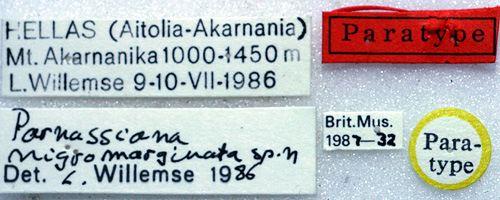 HELLAS (Aitolia-Akarnania)
Mt. Akarnanika 1000-1450 m
L. Willemse 9-10-VII-1986
Paratype
Parnassiana
nigromarginata sp.n
Det. L. Willemse 1986
Brit.Mus.
1987-32
Para-
type